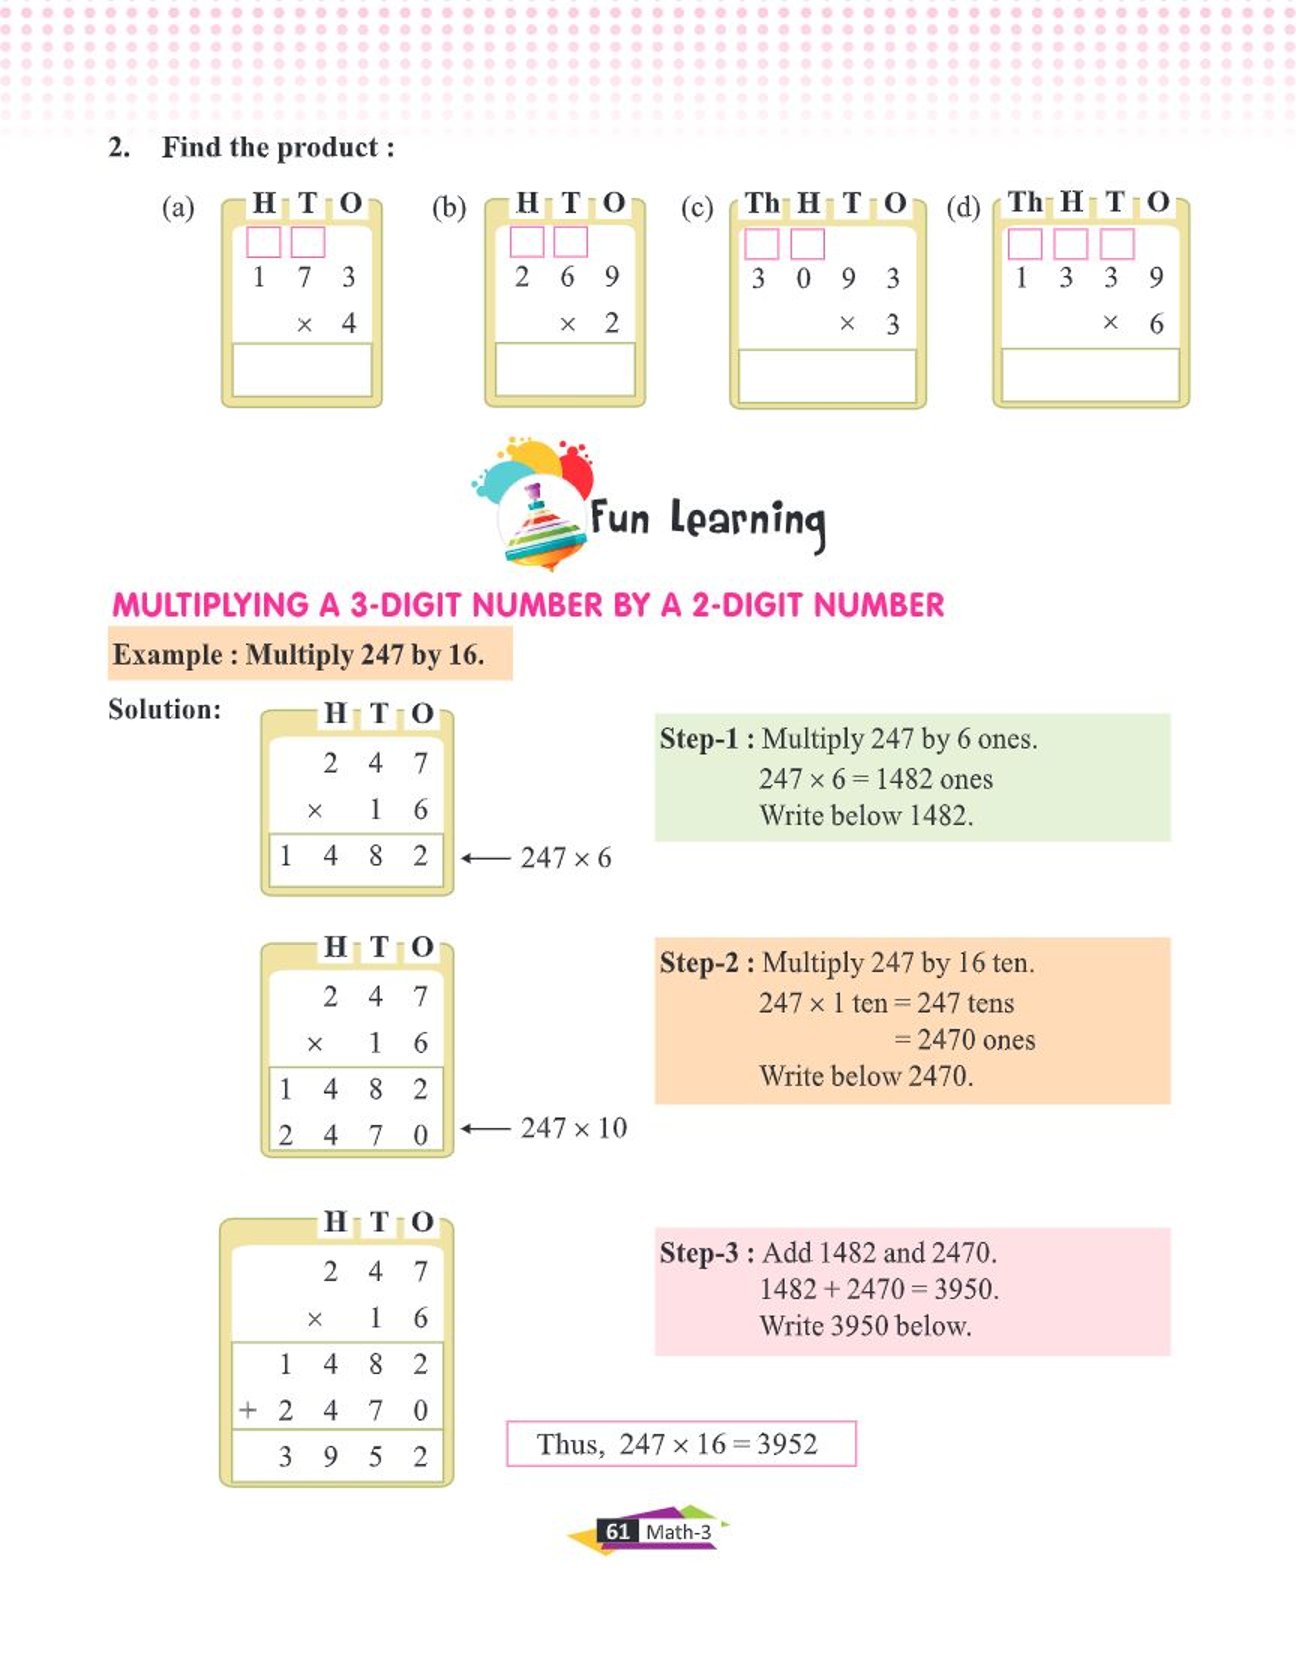 2. Find the product :
(a) H T O (b) H T O (c) Th H T O (d) Th H T O
1 7 3 2 6 9 3 0 9 3 1 3 3 9
× 4 × 2 × 3 × 6
Fun Learning
MULTIPLYING A 3-DIGIT NUMBER BY A 2-DIGIT NUMBER
Example : Multiply 247 by 16.
Solution:
H T O
2 4 7
× 1 6
1 4 8 2 ← 247 × 6
Step-1 : Multiply 247 by 6 ones.
247 × 6 = 1482 ones
Write below 1482.
H T O
2 4 7
× 1 6
1 4 8 2
2 4 7 0 ← 247 × 10
Step-2 : Multiply 247 by 16 ten.
247 × 1 ten = 247 tens
= 2470 ones
Write below 2470.
H T O
2 4 7
× 1 6
1 4 8 2
+ 2 4 7 0
3 9 5 2
Step-3 : Add 1482 and 2470.
1482 + 2470 = 3950.
Write 3950 below.
Thus, 247 × 16 = 3952
61 Math-3